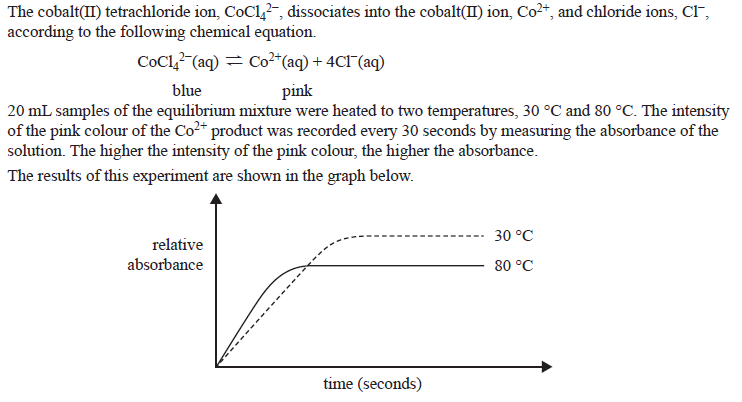 The cobalt(II) tetrachloride ion, CoCl₄²⁻, dissociates into the cobalt(II) ion, Co²⁺, and chloride ions, Cl⁻,
according to the following chemical equation.
CoCl₄²⁻(aq) ⇌ Co²⁺(aq) + 4Cl⁻(aq)
blue pink
20 mL samples of the equilibrium mixture were heated to two temperatures, 30 °C and 80 °C. The intensity
of the pink colour of the Co²⁺ product was recorded every 30 seconds by measuring the absorbance of the
solution. The higher the intensity of the pink colour, the higher the absorbance.
The results of this experiment are shown in the graph below.
relative
absorbance
30 °C
80 °C
time (seconds)